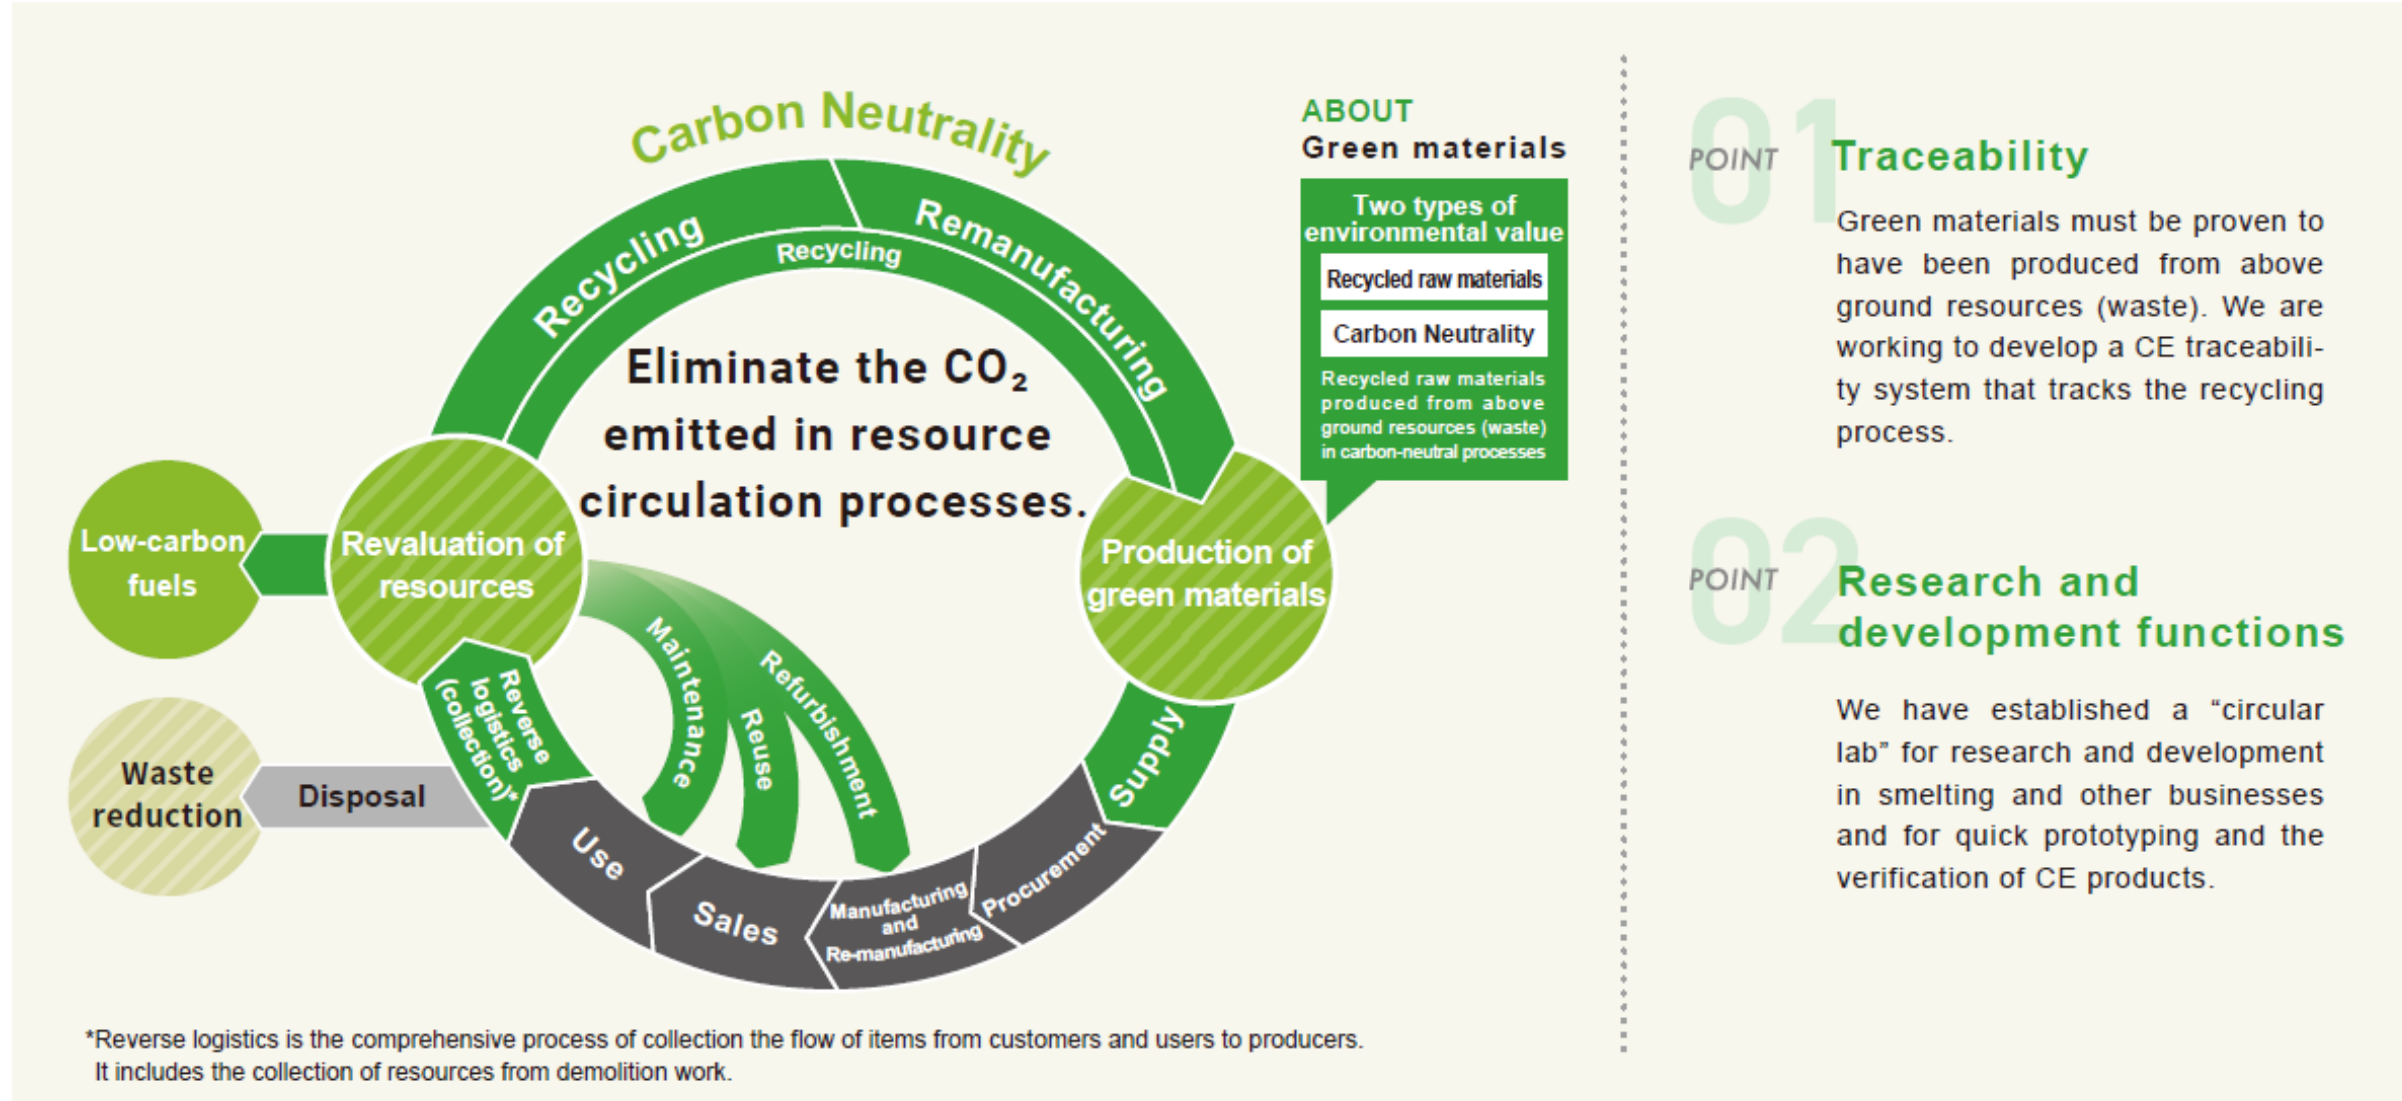 Carbon Neutrality
Recycling
Remanufacturing
Recycling
Eliminate the CO₂
emitted in resource
circulation processes.
Low-carbon
fuels
Revaluation of
resources
Production of
green materials
Maintenance
Reuse
Refurbishment
Reverse
logistics
(collection)*
Supply
Waste
reduction
Disposal
Use
Sales
Manufacturing
and
Re-manufacturing
Procurement
*Reverse logistics is the comprehensive process of collection the flow of items from customers and users to producers.
It includes the collection of resources from demolition work.
ABOUT
Green materials
Two types of
environmental value
Recycled raw materials
Carbon Neutrality
Recycled raw materials
produced from above
ground resources (waste)
in carbon-neutral processes
01
POINT
Traceability
Green materials must be proven to
have been produced from above
ground resources (waste). We are
working to develop a CE traceabili-
ty system that tracks the recycling
process.
02
POINT
Research and
development functions
We have established a “circular
lab” for research and development
in smelting and other businesses
and for quick prototyping and the
verification of CE products.